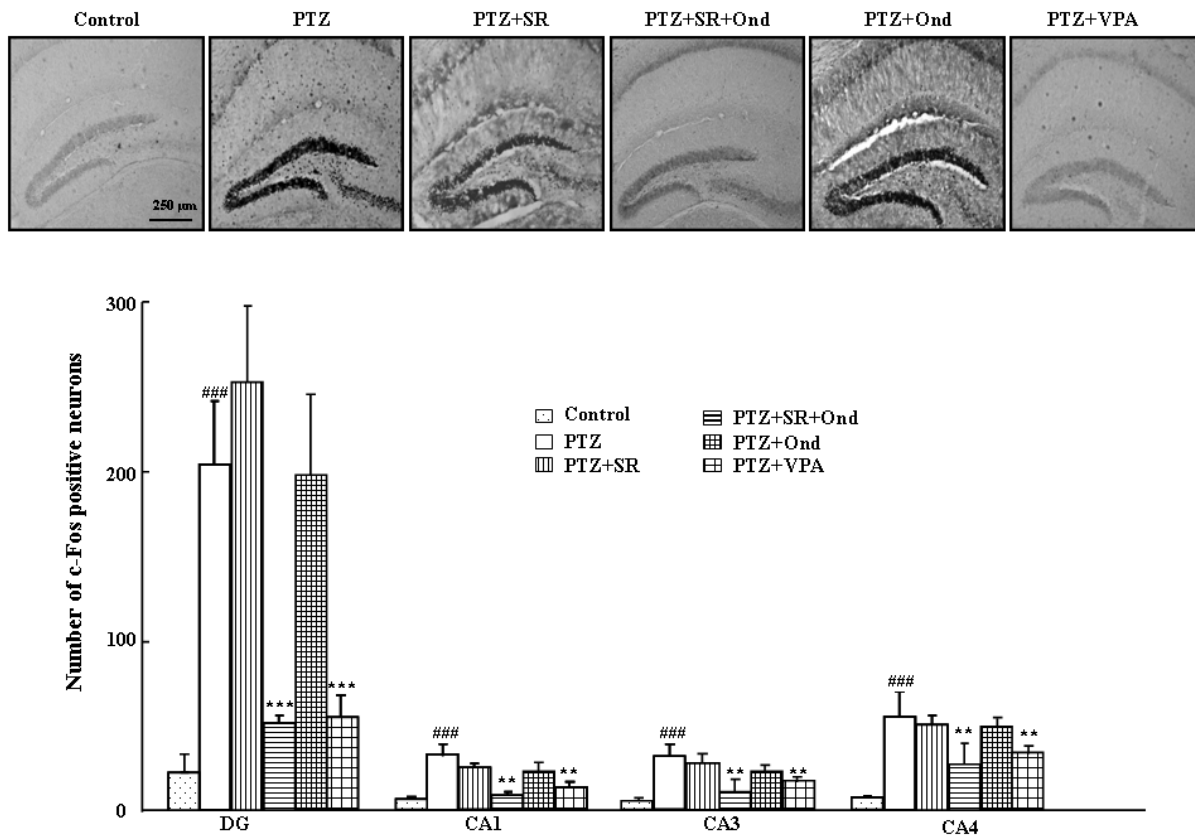 Control PTZ PTZ+SR PTZ+SR+Ond PTZ+Ond PTZ+VPA
250 µm
Number of c-Fos positive neurons
300
200
100
0
Control
PTZ
PTZ+SR
PTZ+SR+Ond
PTZ+Ond
PTZ+VPA
###
***
***
###
**
**
###
**
**
###
**
**
DG CA1 CA3 CA4